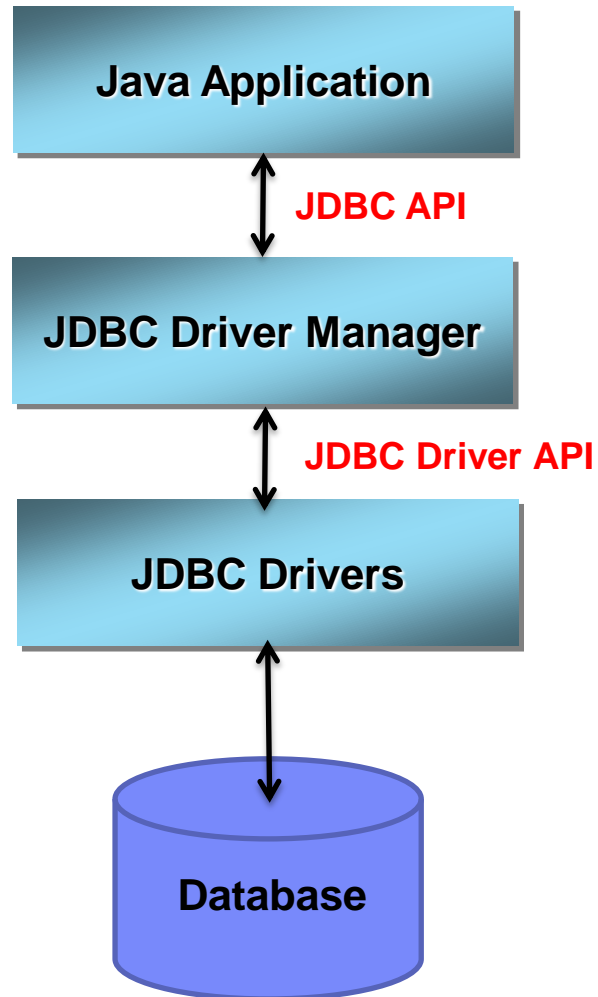 Java Application
JDBC API
JDBC Driver Manager
JDBC Driver API
JDBC Drivers
Database